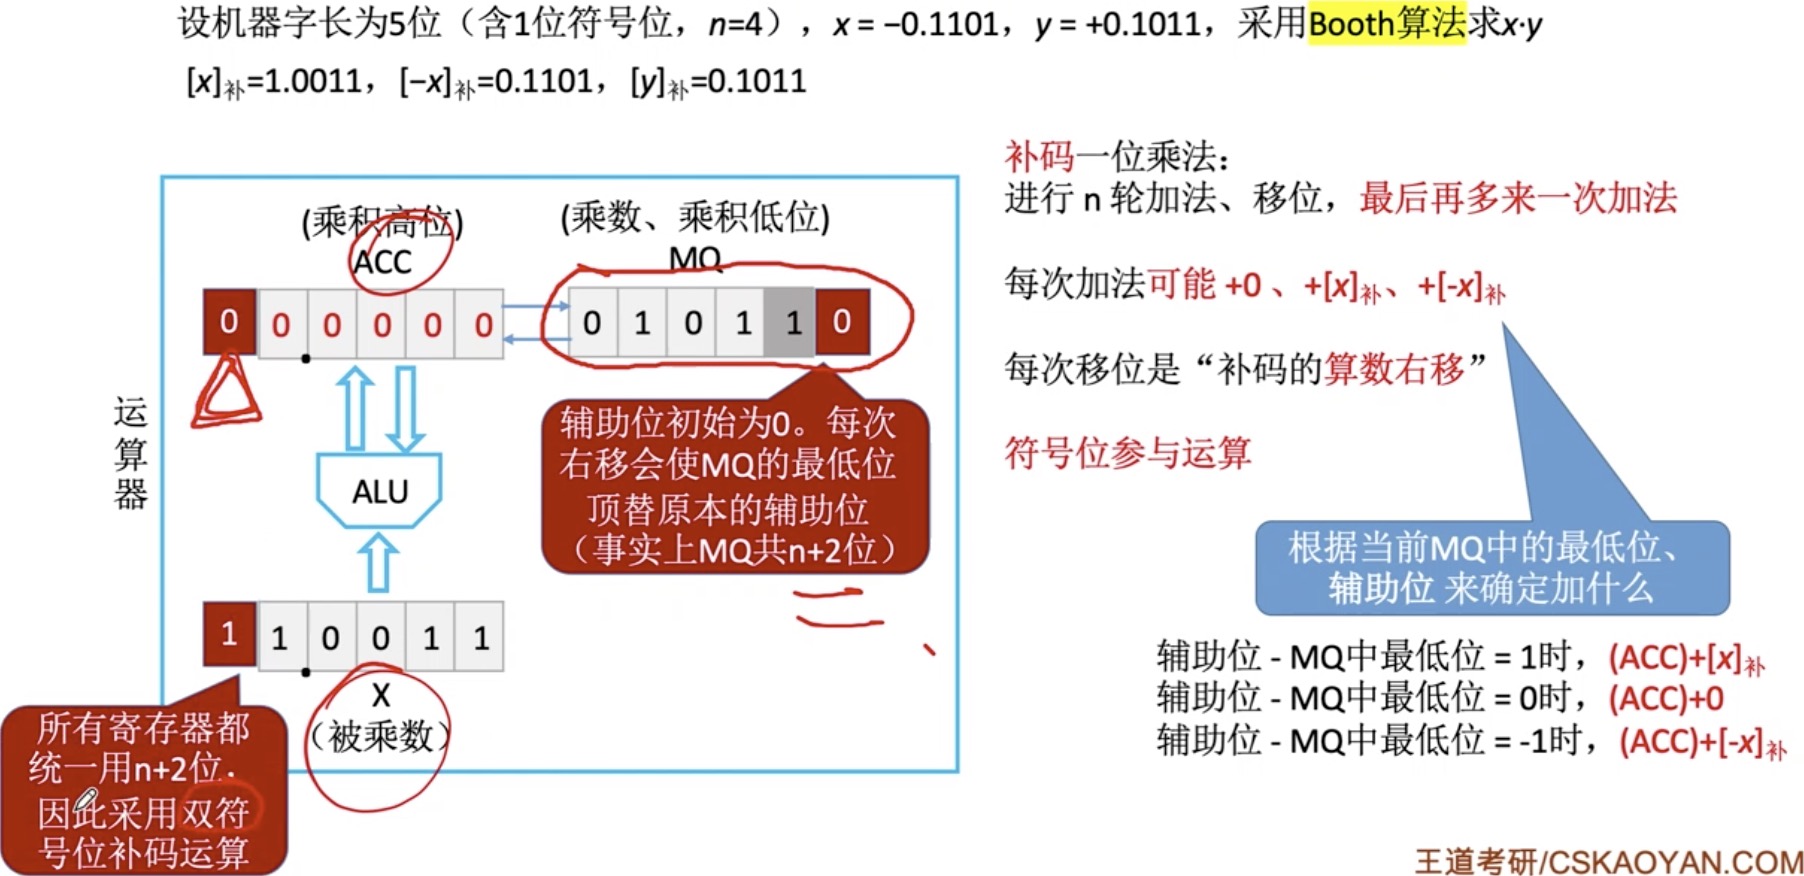 设机器字长为5位（含1位符号位，n=4），x = −0.1101，y = +0.1011，采用Booth算法求x·y
[x]补=1.0011，[−x]补=0.1101，[y]补=0.1011
(乘积高位)
ACC
(乘数、乘积低位)
MQ
0 0 0 0 0 0
0 1 0 1 1 0
运算器
ALU
辅助位初始为0。每次
右移会使MQ的最低位
顶替原本的辅助位
（事实上MQ共n+2位）
1 1 0 0 1 1
X
（被乘数）
所有寄存器都
统一用n+2位.
因此采用双符
号位补码运算
补码一位乘法：
进行 n 轮加法、移位，最后再多来一次加法
每次加法可能 +0 、+[x]补、+[-x]补
每次移位是“补码的算数右移”
符号位参与运算
根据当前MQ中的最低位、
辅助位 来确定加什么
辅助位 - MQ中最低位 = 1时，(ACC)+[x]补
辅助位 - MQ中最低位 = 0时，(ACC)+0
辅助位 - MQ中最低位 = -1时，(ACC)+[-x]补
王道考研/CSKAOYAN.COM